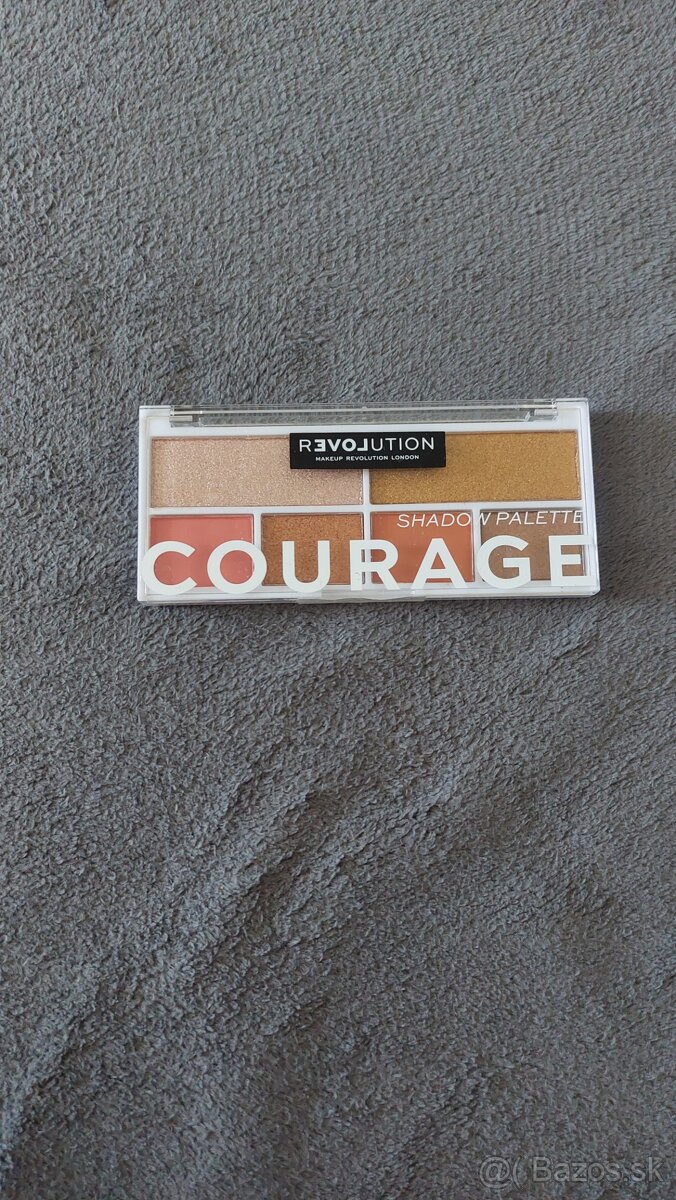 REVOLUTION
MAKEUP REVOLUTION LONDON
SHADOW PALETTE
COURAGE
@( Bazos.sk